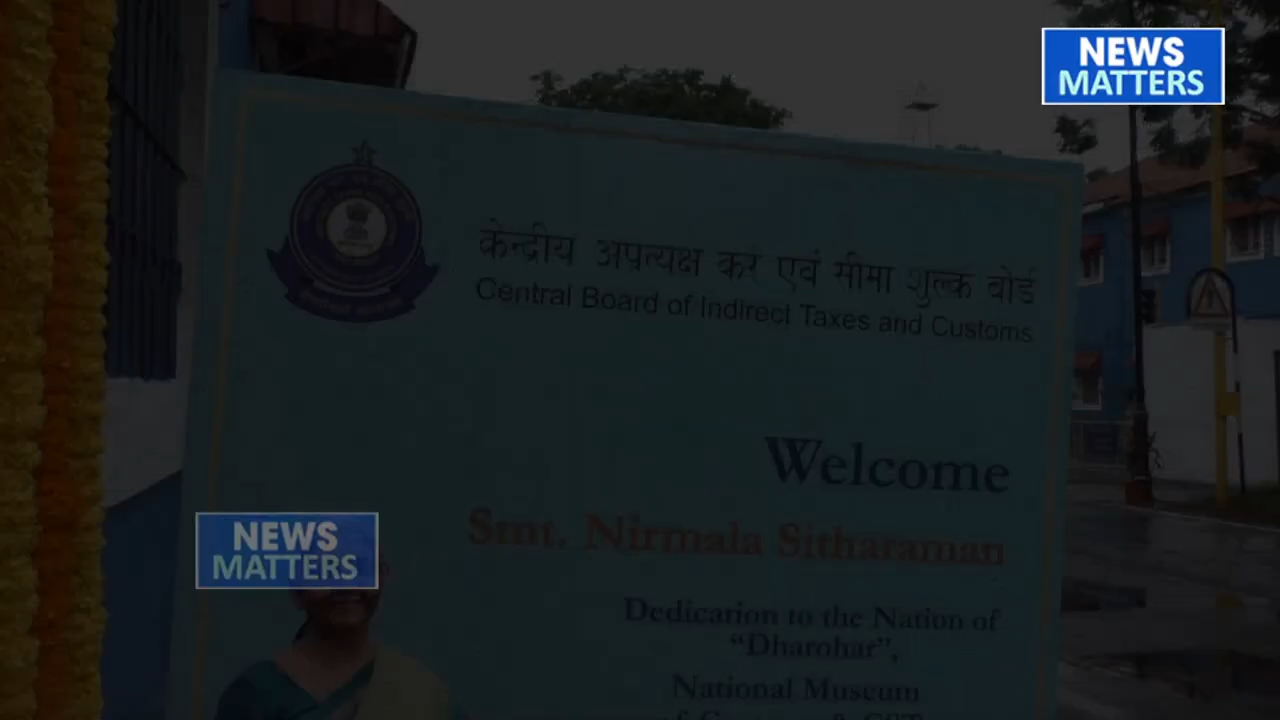 NEWS
MATTERS
केन्द्रीय अप्रत्यक्ष कर एवं सीमा शुल्क बोर्ड
Central Board of Indirect Taxes and Customs
Welcome
Smt. Nirmala Sitharaman
NEWS
MATTERS
Dedicarion to the Nation of
“Dharohar”,
National Museum